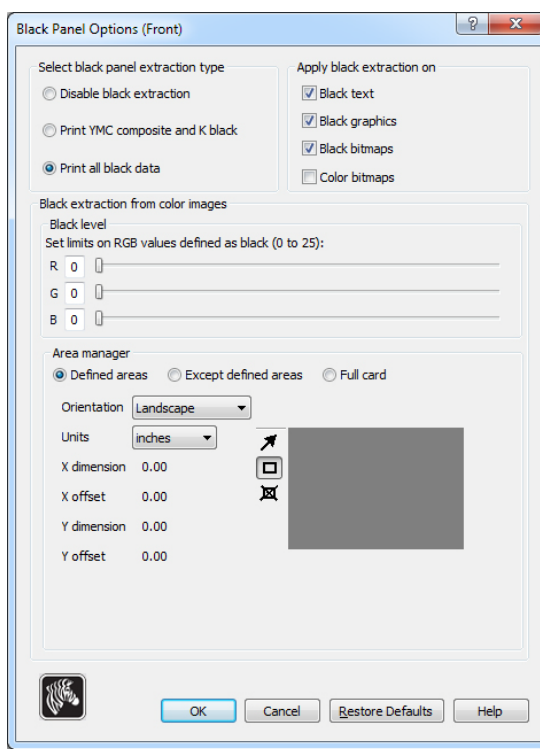 Black Panel Options (Front)
Select black panel extraction type
Disable black extraction
Print YMC composite and K black
Print all black data
Apply black extraction on
Black text
Black graphics
Black bitmaps
Color bitmaps
Black extraction from color images
Black level
Set limits on RGB values defined as black (0 to 25):
R 0
G 0
B 0
Area manager
Defined areas Except defined areas Full card
Orientation Landscape
Units inches
X dimension 0.00
X offset 0.00
Y dimension 0.00
Y offset 0.00
OK Cancel Restore Defaults Help